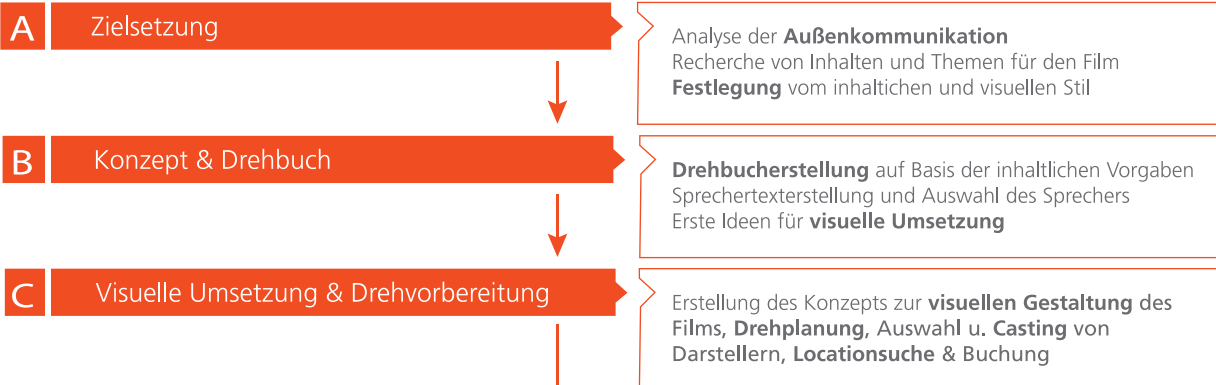 A Zielsetzung
Analyse der Außenkommunikation
Recherche von Inhalten und Themen für den Film
Festlegung vom inhaltichen und visuellen Stil
B Konzept & Drehbuch
Drehbucherstellung auf Basis der inhaltlichen Vorgaben
Sprechertexterstellung und Auswahl des Sprechers
Erste Ideen für visuelle Umsetzung
C Visuelle Umsetzung & Drehvorbereitung
Erstellung des Konzepts zur visuellen Gestaltung des
Films, Drehplanung, Auswahl u. Casting von
Darstellern, Locationsuche & Buchung